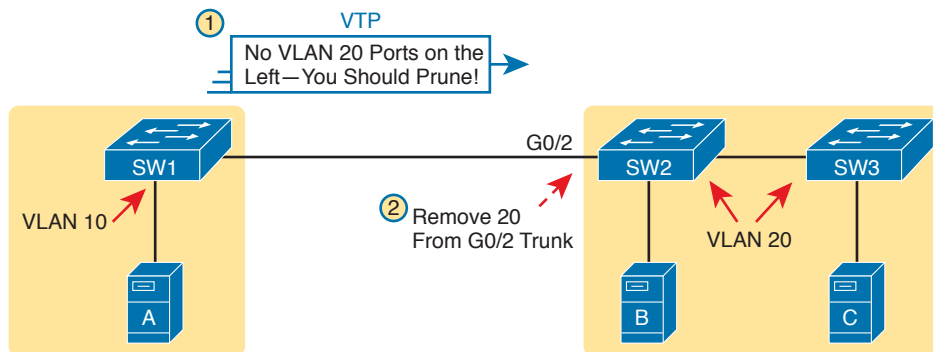 1
VTP
No VLAN 20 Ports on the
Left—You Should Prune!
G0/2
SW1
SW2
SW3
VLAN 10
2
Remove 20
From G0/2 Trunk
VLAN 20
A
B
C